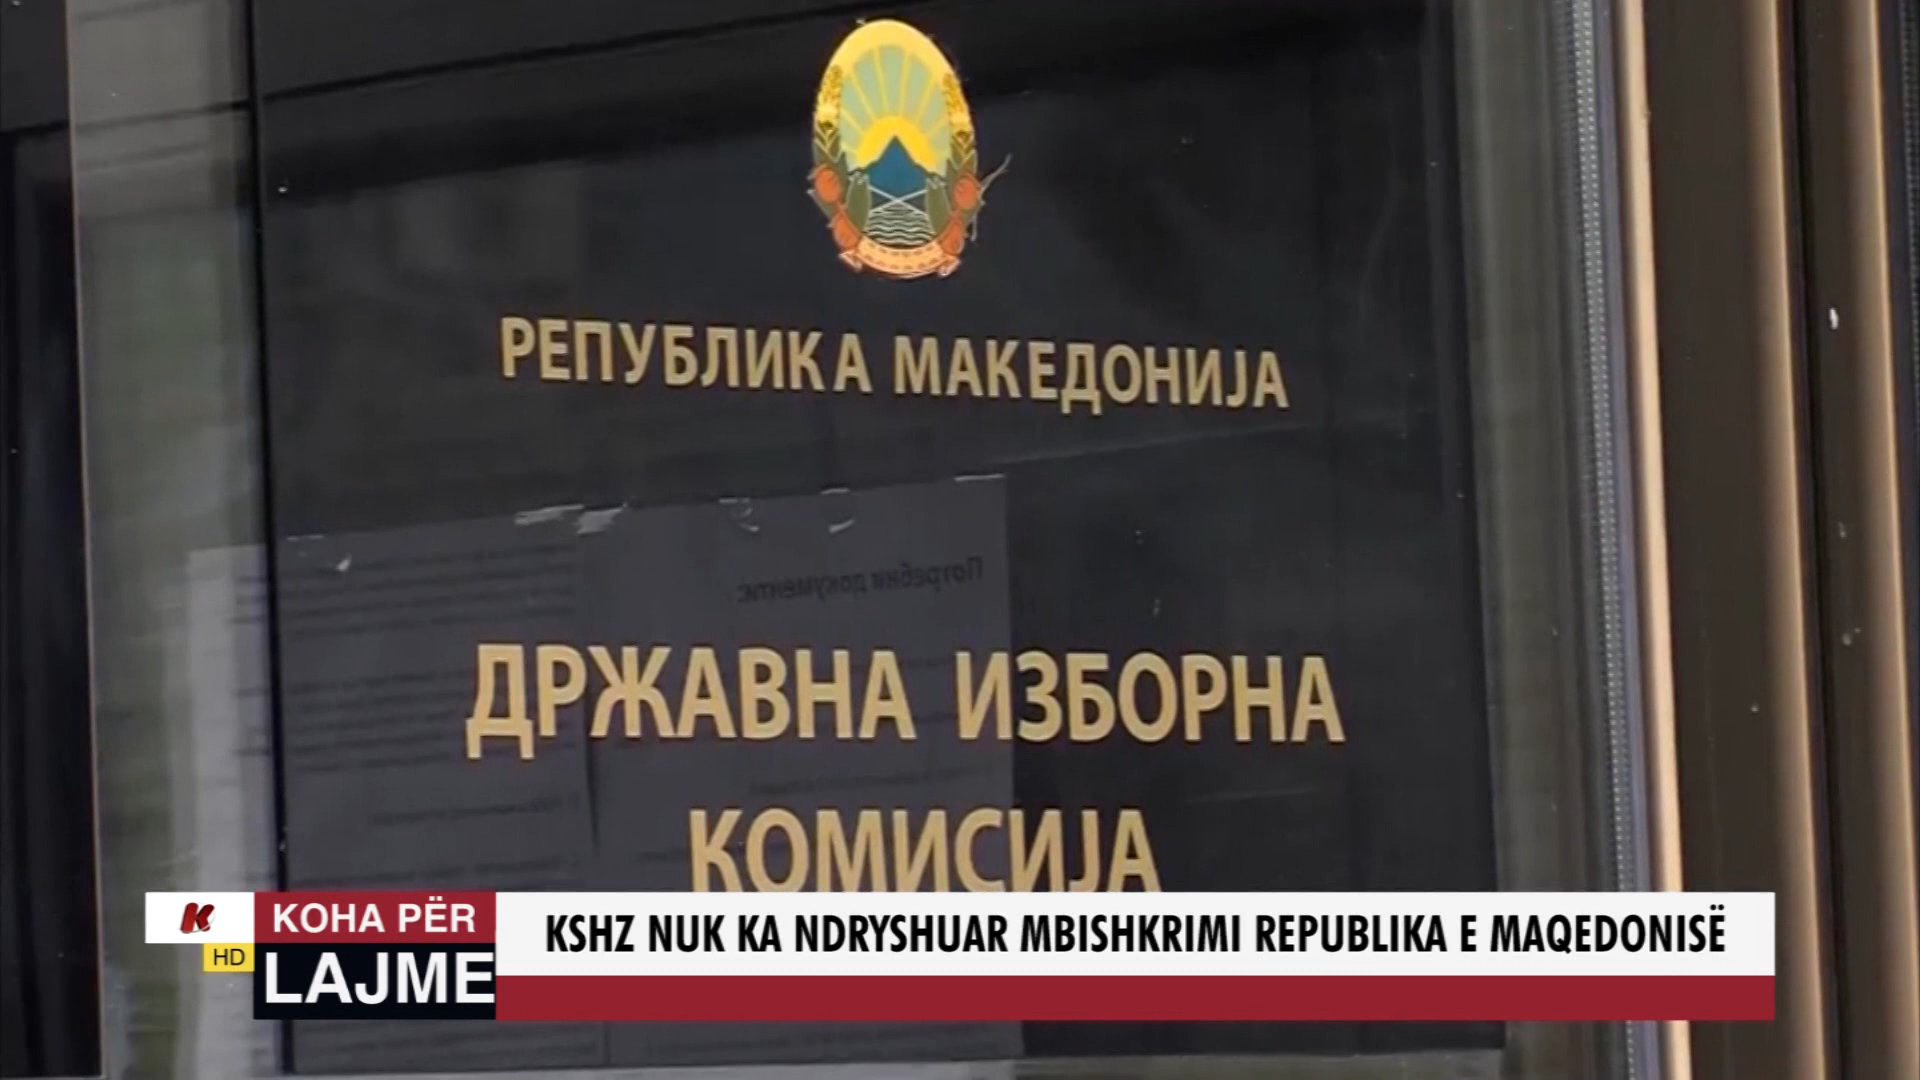 РЕПУБЛИКА МАКЕДОНИЈА
Потребни документи:
ДРЖАВНА ИЗБОРНА
КОМИСИЈА
K
HD
KOHA PËR
LAJME
KSHZ NUK KA NDRYSHUAR MBISHKRIMI REPUBLIKA E MAQEDONISË